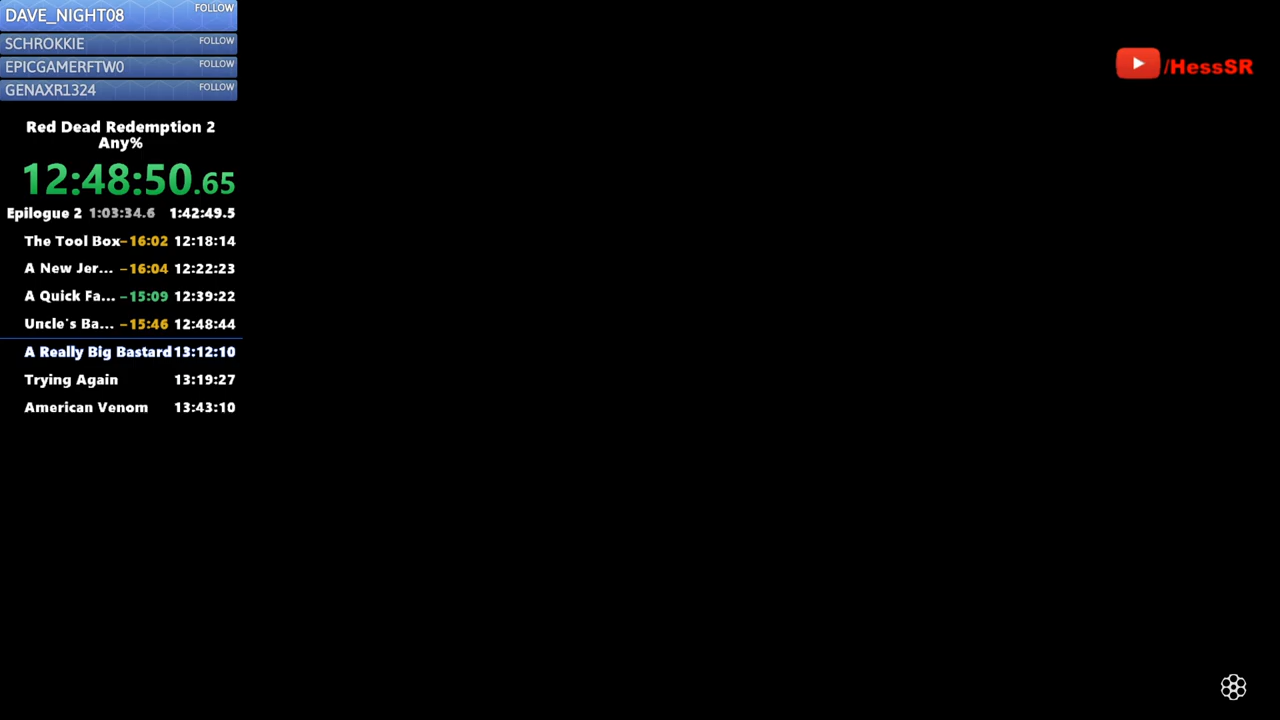 DAVE_NIGHT08 FOLLOW
SCHROKKIE FOLLOW
EPICGAMERFTW0 FOLLOW
GENAXR1324 FOLLOW
/HessSR
Red Dead Redemption 2
Any%
12:48:50.65
Epilogue 2 1:03:34.6 1:42:49.5
The Tool Box -16:02 12:18:14
A New Jer... -16:04 12:22:23
A Quick Fa... -15:09 12:39:22
Uncle's Ba... -15:46 12:48:44
A Really Big Bastard 13:12:10
Trying Again 13:19:27
American Venom 13:43:10